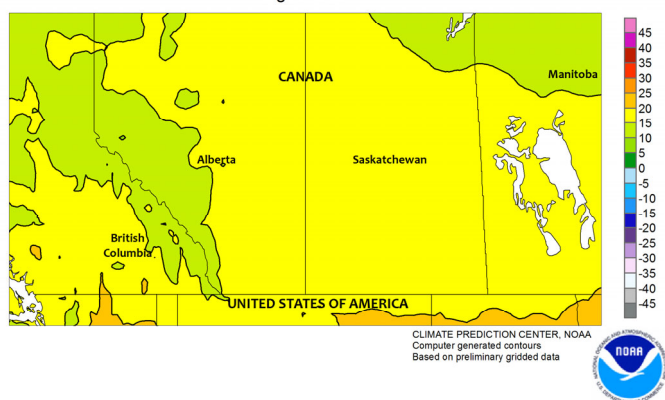 CANADA
Manitoba
Alberta
Saskatchewan
British
Columbia
UNITED STATES OF AMERICA
45
40
35
30
25
20
15
10
5
0
-5
-10
-15
-20
-25
-30
-35
-40
-45
CLIMATE PREDICTION CENTER, NOAA
Computer generated contours
Based on preliminary gridded data
NOAA